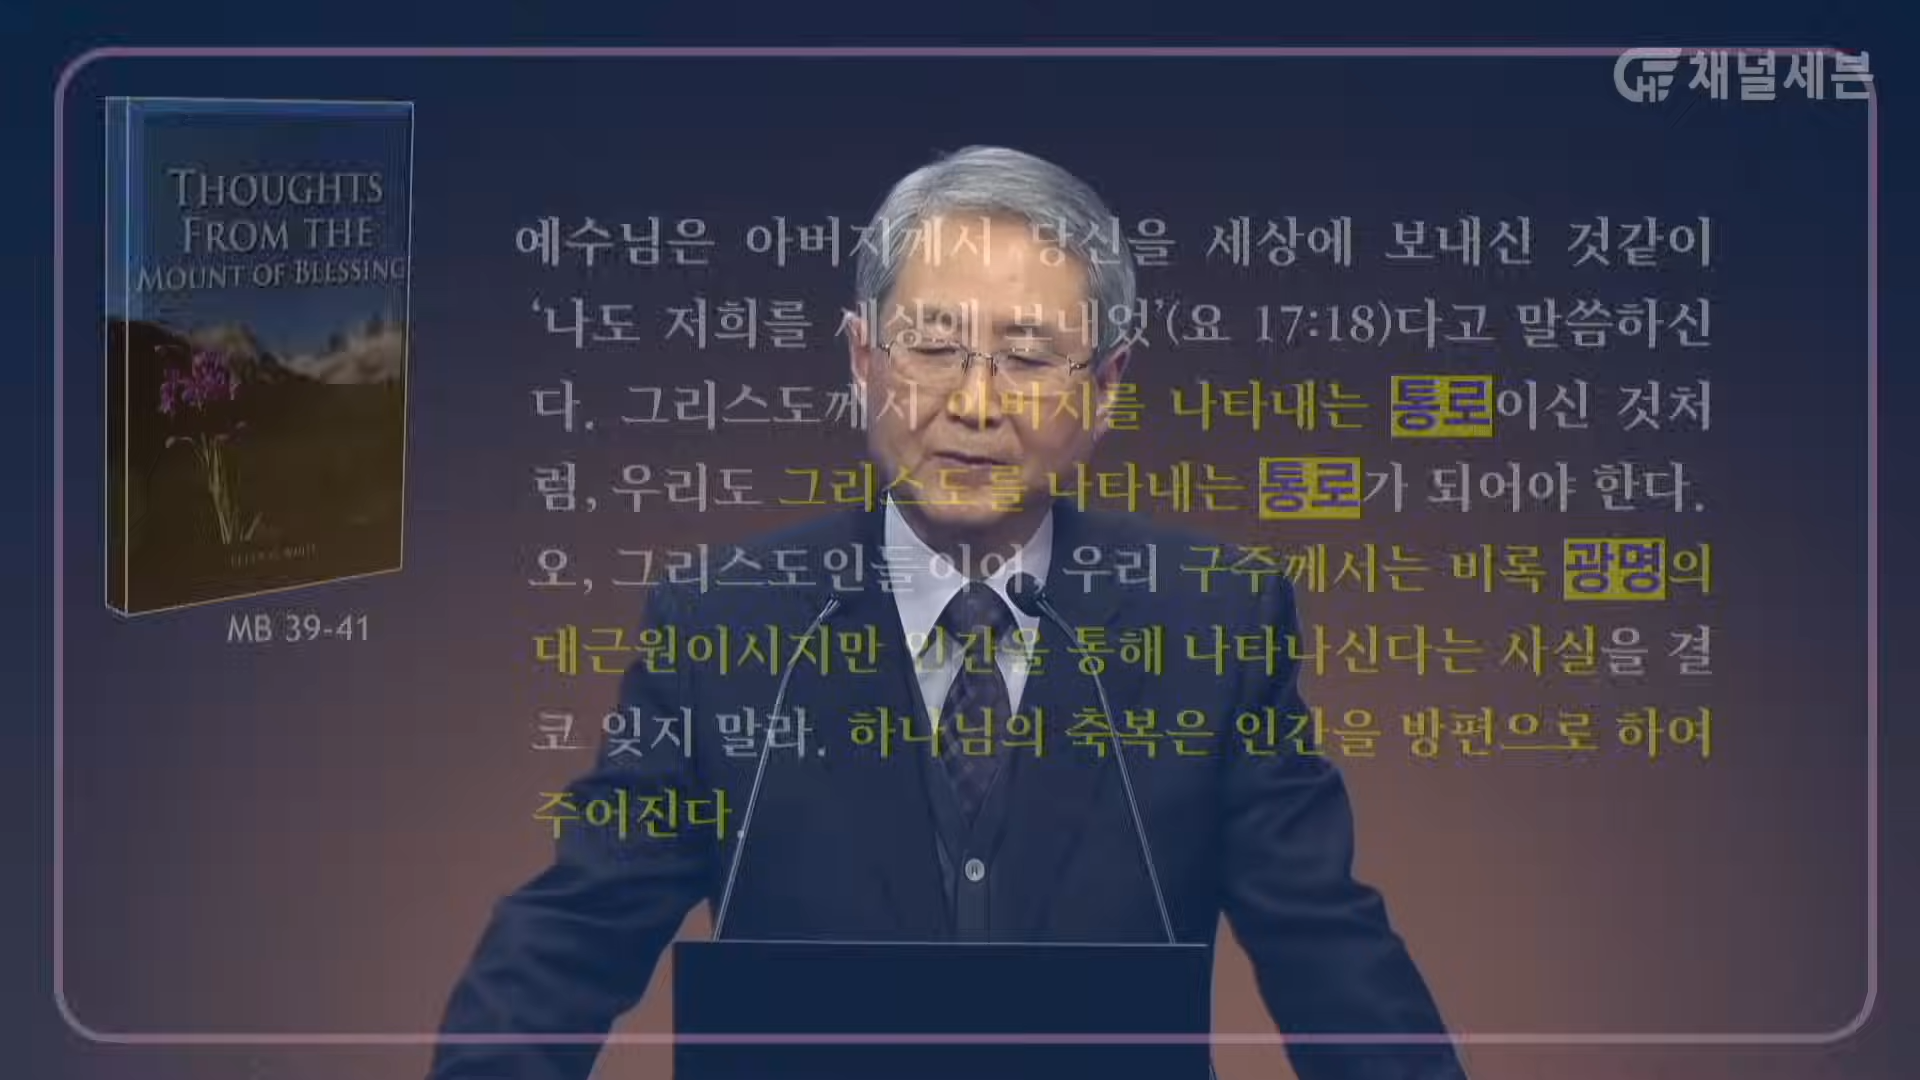 채널세븐
THOUGHTS
FROM THE
MOUNT OF BLESSING
ELLEN G. WHITE
MB 39-41
예수님은 아버지께서 당신을 세상에 보내신 것같이
‘나도 저희를 세상에 보내었’(요 17:18)다고 말씀하신
다. 그리스도께서 아버지를 나타내는 통로이신 것처
럼, 우리도 그리스도를 나타내는 통로가 되어야 한다.
오, 그리스도인들이여, 우리 구주께서는 비록 광명의
대근원이시지만 인간을 통해 나타나신다는 사실을 결
코 잊지 말라. 하나님의 축복은 인간을 방편으로 하여
주어진다.